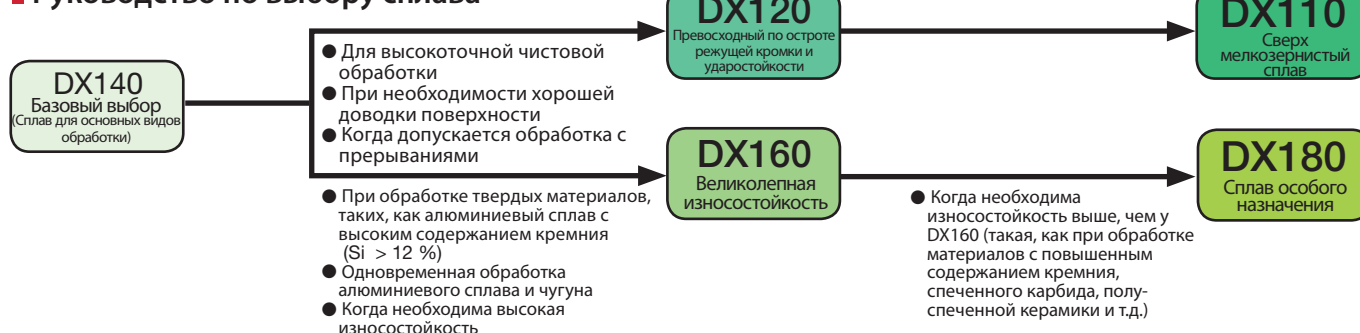 Руководство по выбору сплава
DX140
Базовый выбор
(Сплав для основных видов
обработки)
● Для высокоточной чистовой
обработки
● При необходимости хорошей
доводки поверхности
● Когда допускается обработка с
прерываниями
DX120
Превосходный по остроте
режущей кромки и
ударостойкости
DX110
Сверх
мелкозернистый
сплав
● При обработке твердых материалов,
таких, как алюминиевый сплав с
высоким содержанием кремния
(Si > 12 %)
● Одновременная обработка
алюминиевого сплава и чугуна
● Когда необходима высокая
износостойкость
DX160
Великолепная
износостойкость
● Когда необходима
износостойкость выше, чем у
DX160 (такая, как при обработке
материалов с повышенным
содержанием кремния,
спеченного карбида, полу-
спеченной керамики и т.д.)
DX180
Сплав особого
назначения